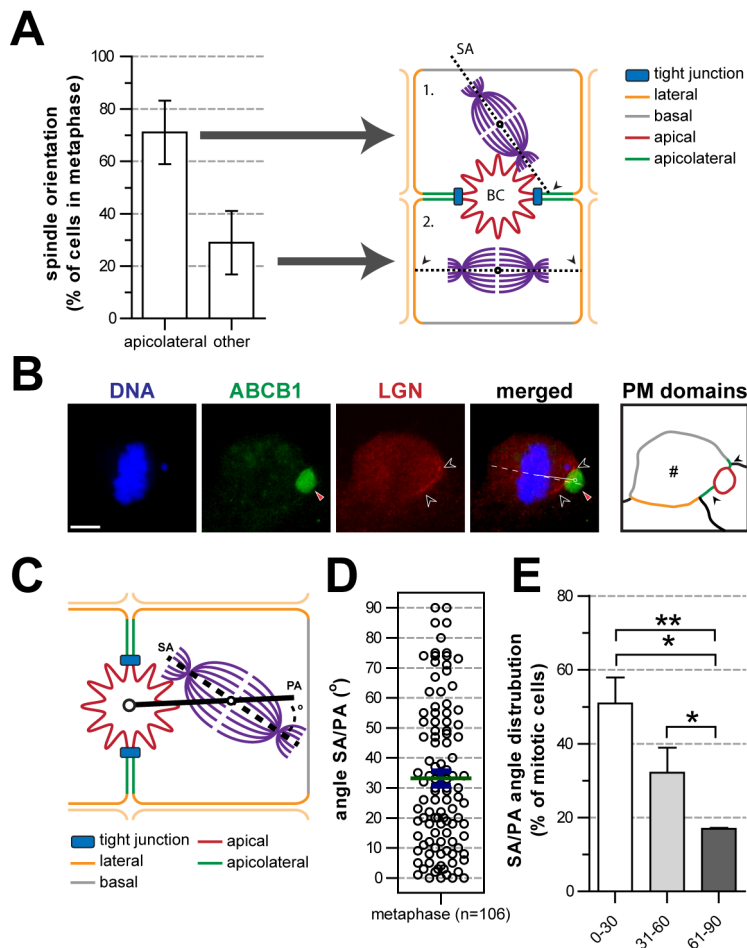 A
spindle orientation
(% of cells in metaphase)
100
80
60
40
20
0
apicolateral other
SA
1.
BC
2.
tight junction
lateral
basal
apical
apicolateral
B
DNA
ABCB1
LGN
merged
PM domains
#
C
SA
PA
o
tight junction
lateral
basal
apical
apicolateral
D
angle SA/PA (o)
90
80
70
60
50
40
30
20
10
0
metaphase (n=106)
E
SA/PA angle distrubution
(% of mitotic cells)
80
60
40
20
0
**
*
*
0-30
31-60
61-90